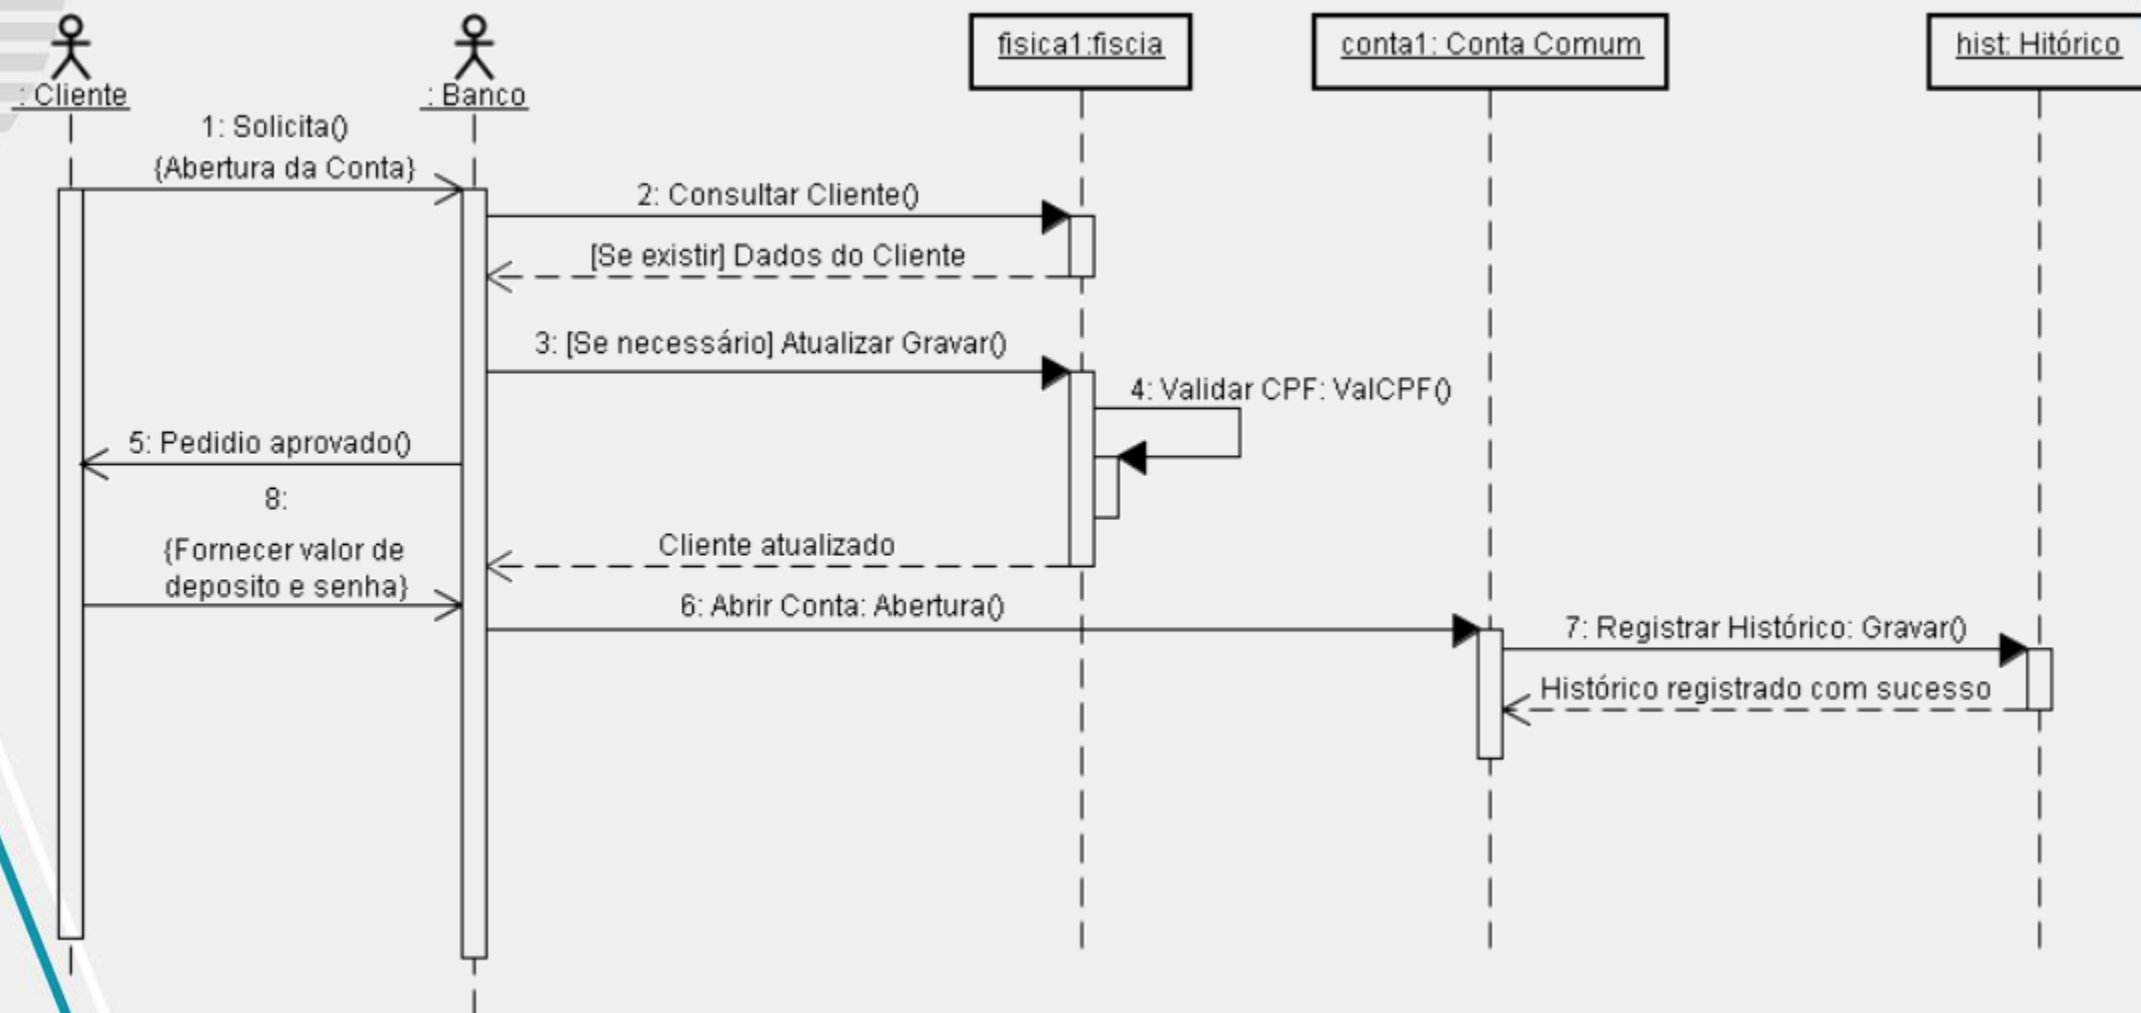 : Cliente
: Banco
fisica1:fiscia
conta1: Conta Comum
hist: Hitórico
1: Solicita()
{Abertura da Conta}
2: Consultar Cliente()
[Se existir] Dados do Cliente
3: [Se necessário] Atualizar Gravar()
4: Validar CPF: ValCPF()
5: Pedidio aprovado()
8:
{Fornecer valor de
deposito e senha}
Cliente atualizado
6: Abrir Conta: Abertura()
7: Registrar Histórico: Gravar()
Histórico registrado com sucesso